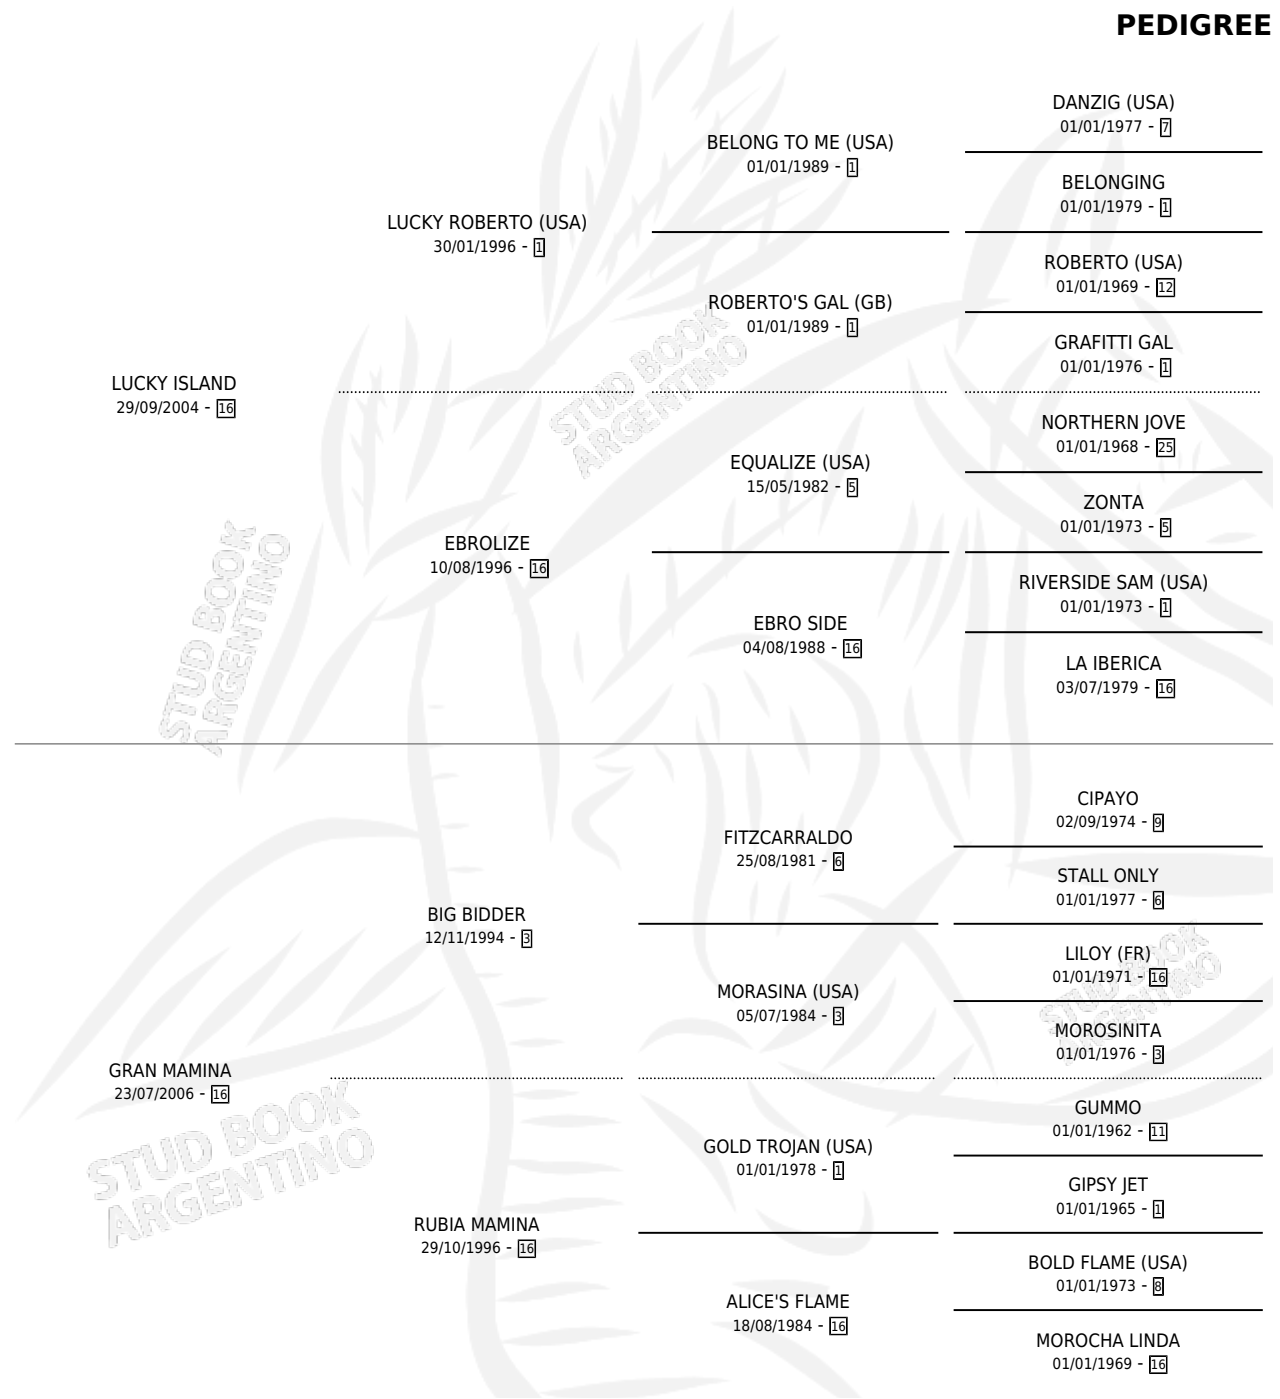 PEDIGREE
DANZIG (USA)
01/01/1977 - 7
BELONG TO ME (USA)
01/01/1989 - 1
BELONGING
01/01/1979 - 1
LUCKY ROBERTO (USA)
30/01/1996 - 1
ROBERTO (USA)
01/01/1969 - 12
ROBERTO'S GAL (GB)
01/01/1989 - 1
GRAFITTI GAL
01/01/1976 - 1
LUCKY ISLAND
29/09/2004 - 16
NORTHERN JOVE
01/01/1968 - 25
EQUALIZE (USA)
15/05/1982 - 5
ZONTA
01/01/1973 - 5
EBROLIZE
10/08/1996 - 16
RIVERSIDE SAM (USA)
01/01/1973 - 1
EBRO SIDE
04/08/1988 - 16
LA IBERICA
03/07/1979 - 16
CIPAYO
02/09/1974 - 9
FITZCARRALDO
25/08/1981 - 6
STALL ONLY
01/01/1977 - 6
BIG BIDDER
12/11/1994 - 3
LILOY (FR)
01/01/1971 - 16
MORASINA (USA)
05/07/1984 - 3
MOROSINITA
01/01/1976 - 3
GRAN MAMINA
23/07/2006 - 16
GUMMO
01/01/1962 - 11
GOLD TROJAN (USA)
01/01/1978 - 1
GIPSY JET
01/01/1965 - 1
RUBIA MAMINA
29/10/1996 - 16
BOLD FLAME (USA)
01/01/1973 - 8
ALICE'S FLAME
18/08/1984 - 16
MOROCHA LINDA
01/01/1969 - 16
STUD BOOK
ARGENTINO
STUD BOOK
ARGENTINO
STUD BOOK
ARGENTINO
STUD BOOK
ARGENTINO